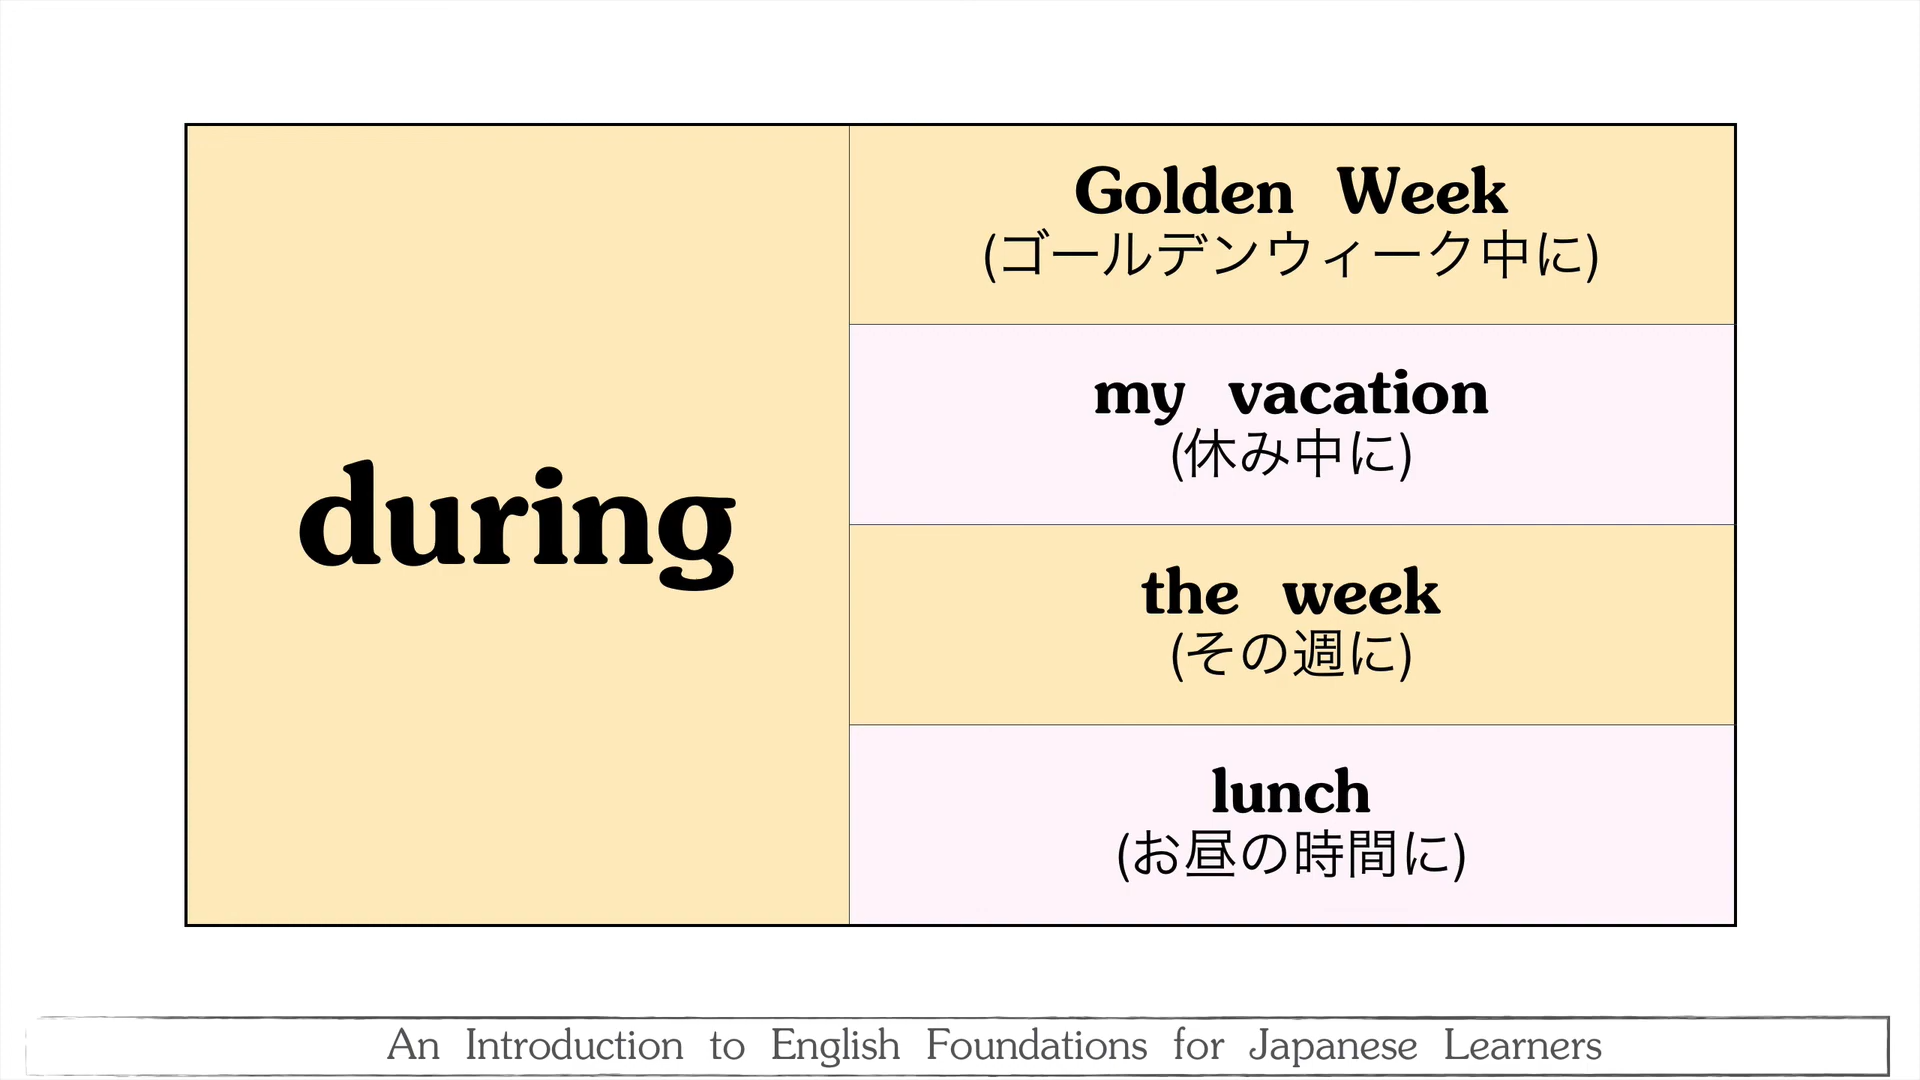 during
Golden Week
(ゴールデンウィーク中に)
my vacation
(休み中に)
the week
(その週に)
lunch
(お昼の時間に)
An Introduction to English Foundations for Japanese Learners